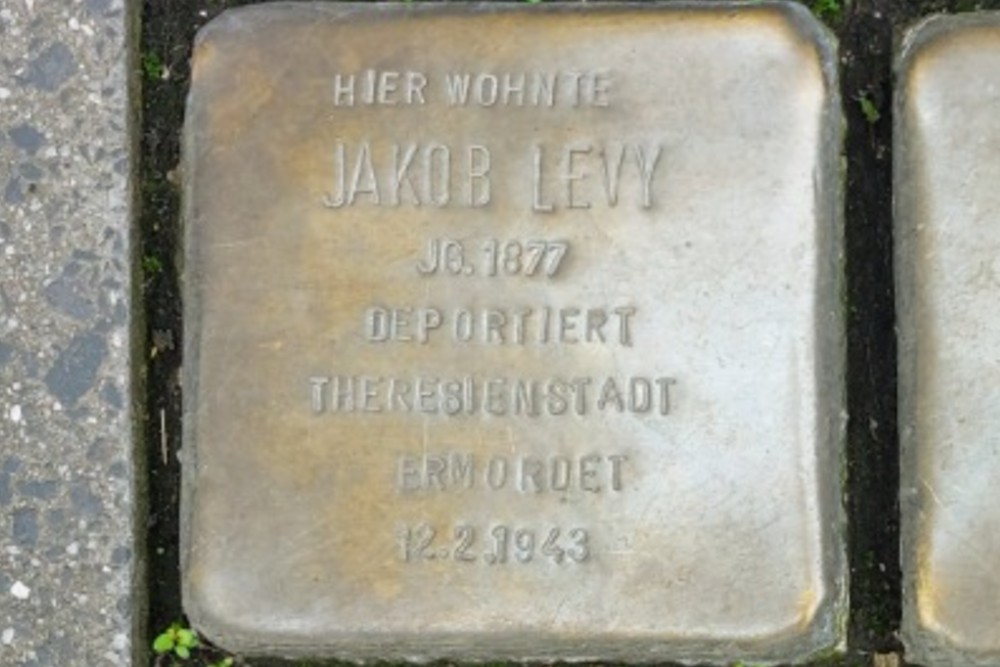 HIER WOHNTE
JAKOB LEVY
JG. 1877
DEPORTIERT
THERESIENSTADT
ERMORDET
12.2.1943